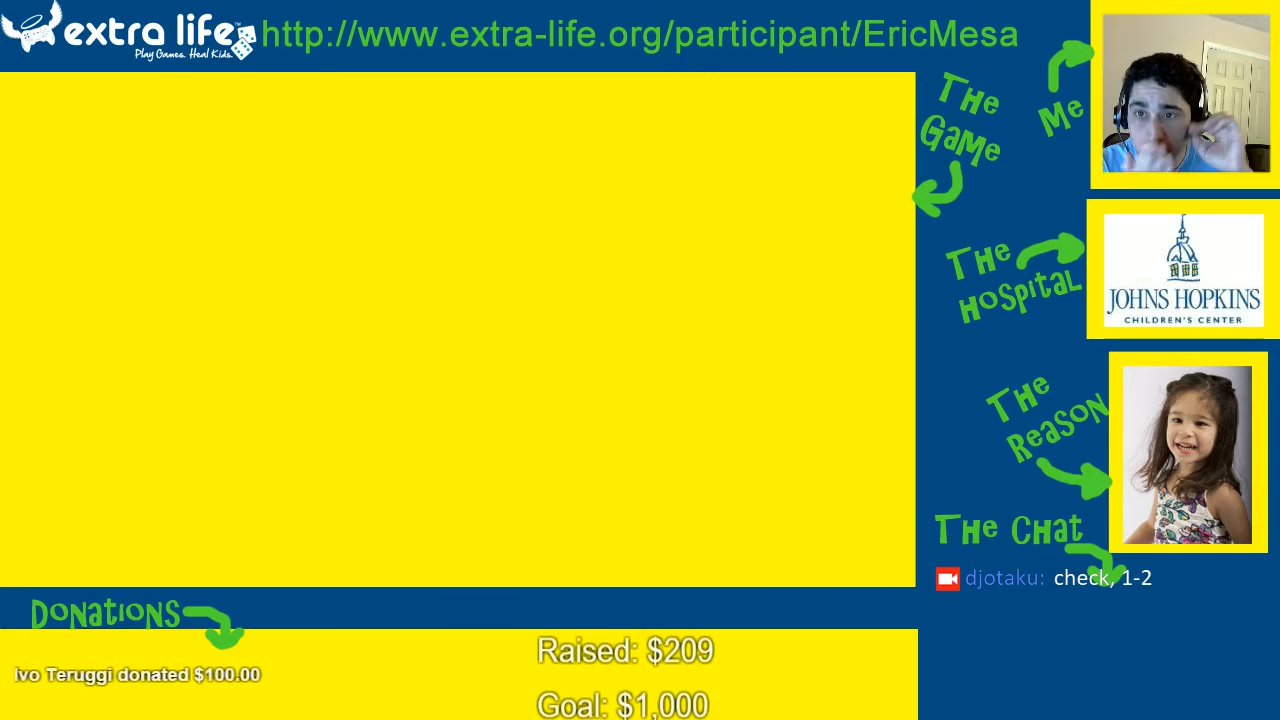 extra life
Play Games. Heal Kids.
http://www.extra-life.org/participant/EricMesa
The
Game
Me
The
Hospital
JOHNS HOPKINS
CHILDREN'S CENTER
The
Reason
The Chat
djotaku: check, 1-2
Donations
Ivo Teruggi donated $100.00
Raised: $209
Goal: $1,000